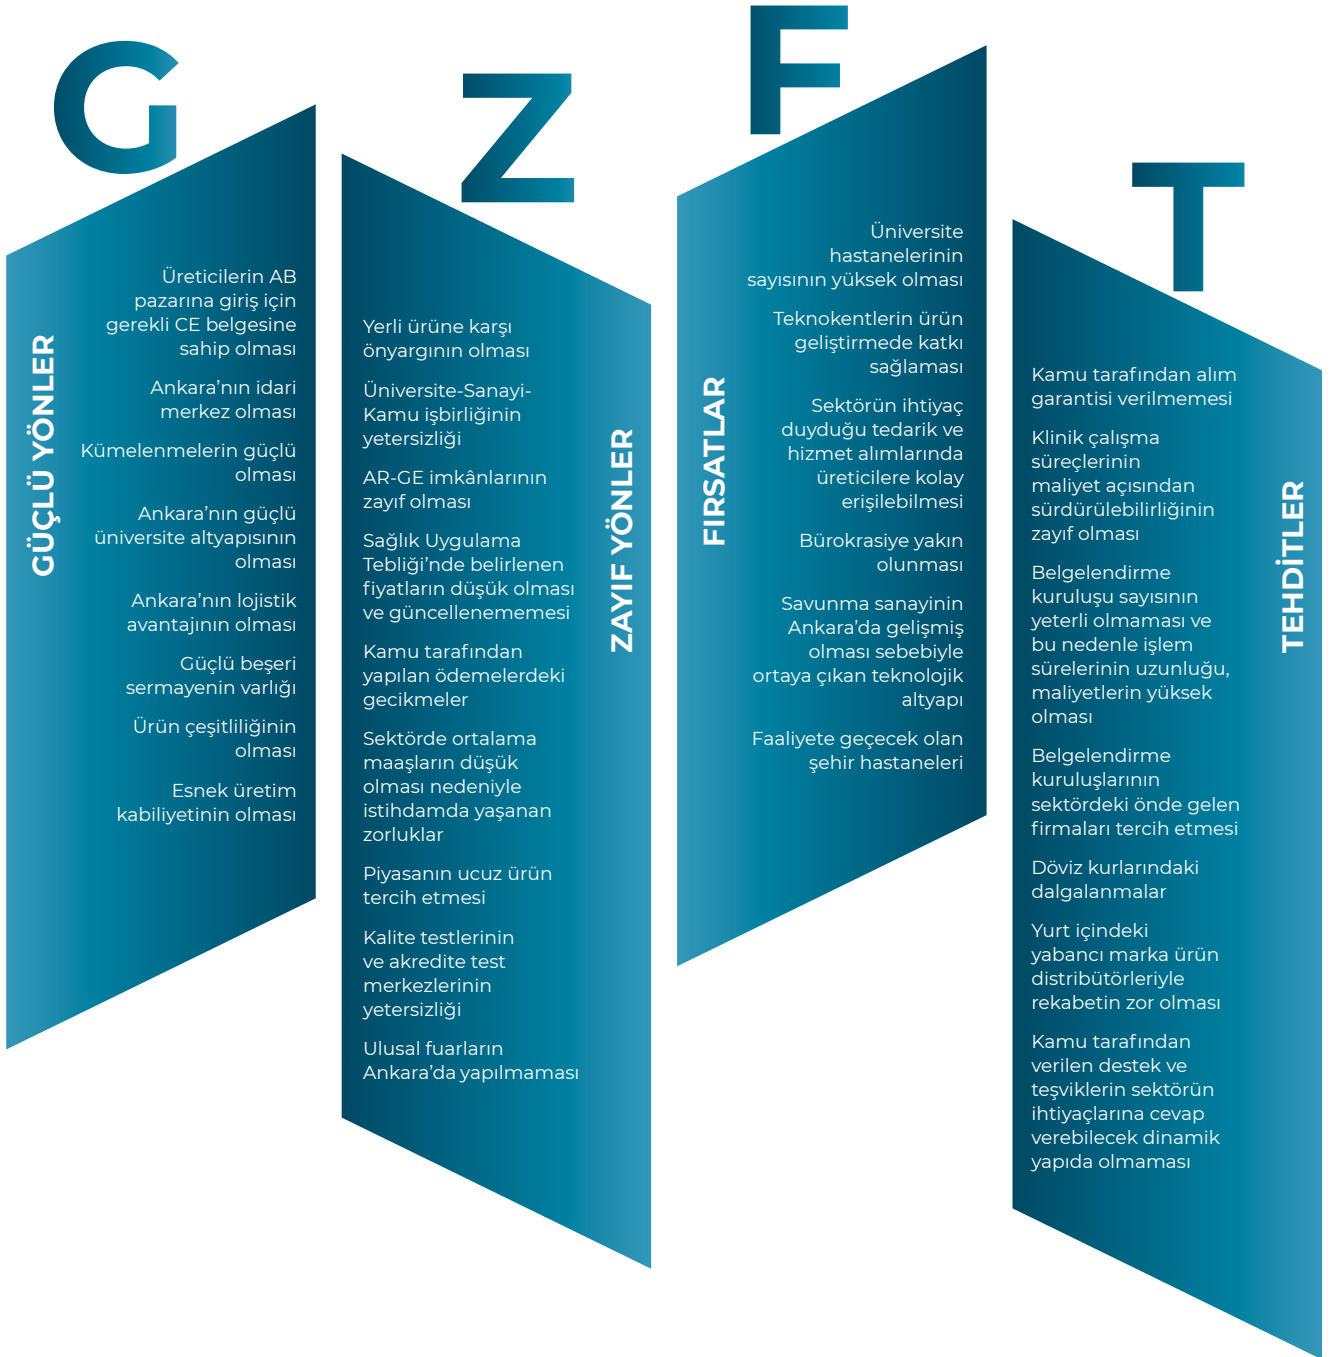 G
GÜÇLÜ YÖNLER
Üreticilerin AB
pazarına giriş için
gerekli CE belgesine
sahip olması
Ankara’nın idari
merkez olması
Kümelenmelerin güçlü
olması
Ankara’nın güçlü
üniversite altyapısının
olması
Ankara’nın lojistik
avantajının olması
Güçlü beşeri
sermayenin varlığı
Ürün çeşitliliğinin
olması
Esnek üretim
kabiliyetinin olması
Z
ZAYIF YÖNLER
Yerli ürüne karşı
önyargının olması
Üniversite-Sanayi-
Kamu işbirliğinin
yetersizliği
AR-GE imkânlarının
zayıf olması
Sağlık Uygulama
Tebliği’nde belirlenen
fiyatların düşük olması
ve güncellenememesi
Kamu tarafından
yapılan ödemelerdeki
gecikmeler
Sektörde ortalama
maaşların düşük
olması nedeniyle
istihdamda yaşanan
zorluklar
Piyasanın ucuz ürün
tercih etmesi
Kalite testlerinin
ve akredite test
merkezlerinin
yetersizliği
Ulusal fuarların
Ankara’da yapılmaması
F
FIRSATLAR
Üniversite
hastanelerinin
sayısının yüksek olması
Teknokentlerin ürün
geliştirmede katkı
sağlaması
Sektörün ihtiyaç
duyduğu tedarik ve
hizmet alımlarında
üreticilere kolay
erişilebilmesi
Bürokrasiye yakın
olunması
Savunma sanayinin
Ankara’da gelişmiş
olması sebebiyle
ortaya çıkan teknolojik
altyapı
Faaliyete geçecek olan
şehir hastaneleri
T
TEHDİTLER
Kamu tarafından alım
garantisi verilmemesi
Klinik çalışma
süreçlerinin
maliyet açısından
sürdürülebilirliğinin
zayıf olması
Belgelendirme
kuruluşu sayısının
yeterli olmaması ve
bu nedenle işlem
sürelerinin uzunluğu,
maliyetlerin yüksek
olması
Belgelendirme
kuruluşlarının
sektördeki önde gelen
firmaları tercih etmesi
Döviz kurlarındaki
dalgalanmalar
Yurt içindeki
yabancı marka ürün
distribütörleriyle
rekabetin zor olması
Kamu tarafından
verilen destek ve
teşviklerin sektörün
ihtiyaçlarına cevap
verebilecek dinamik
yapıda olmaması